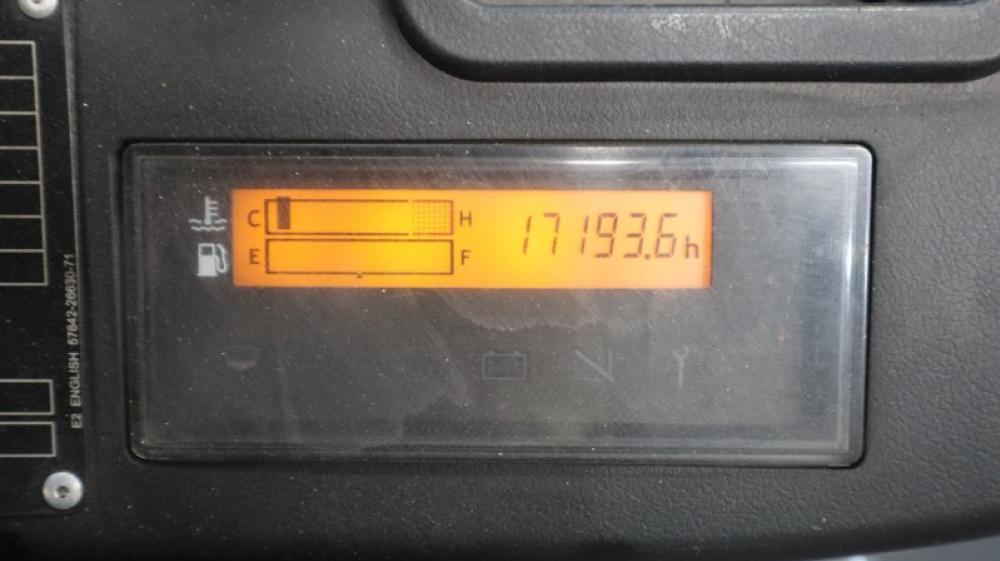 C H 17193.6h
E F
E2 ENGLISH 57842-26630-71